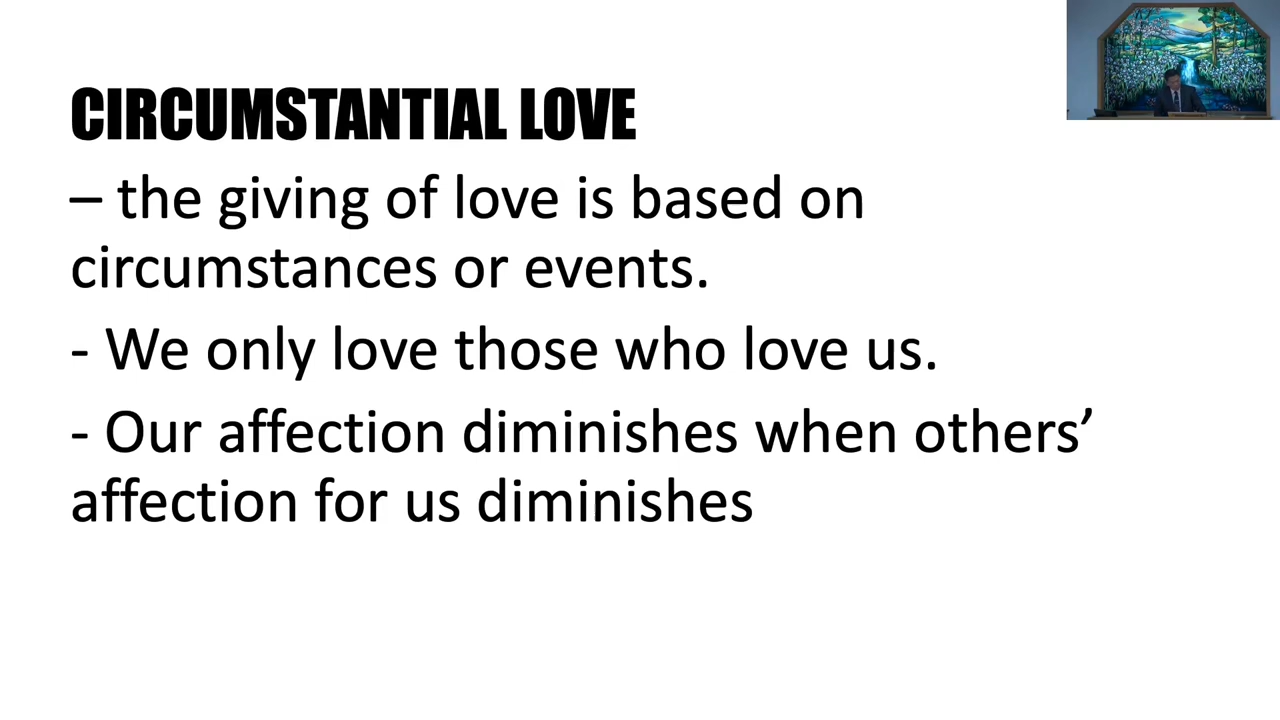 CIRCUMSTANTIAL LOVE
– the giving of love is based on
circumstances or events.
- We only love those who love us.
- Our affection diminishes when others’
affection for us diminishes